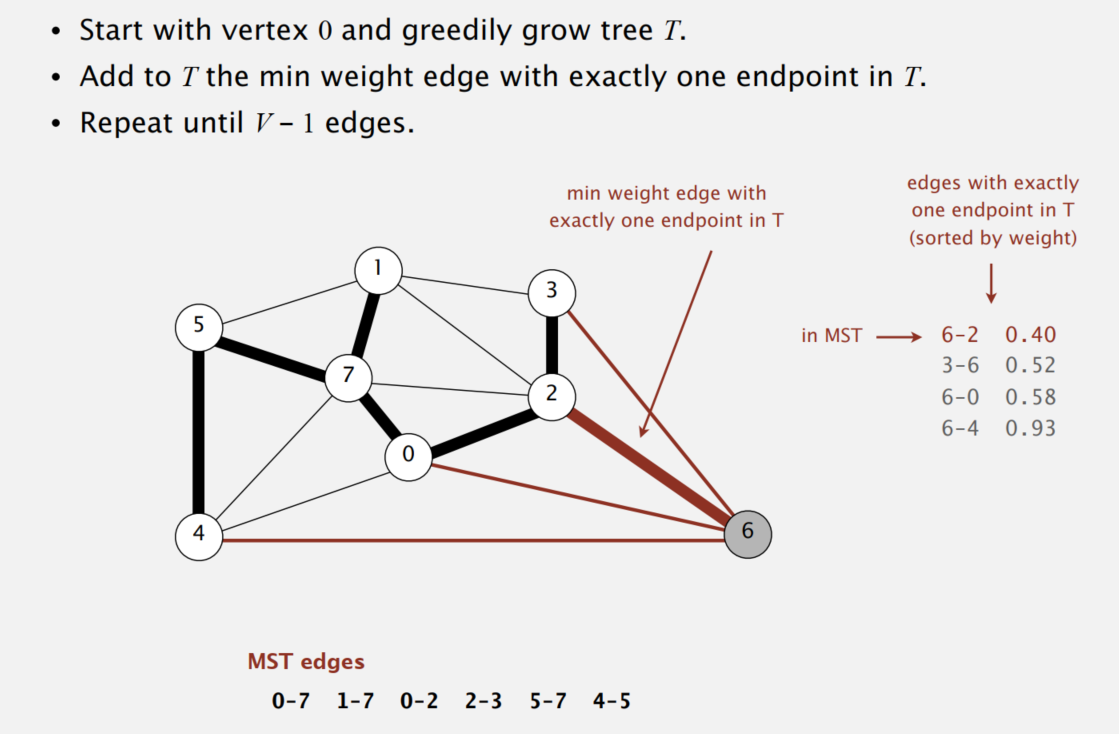 • Start with vertex 0 and greedily grow tree T.
• Add to T the min weight edge with exactly one endpoint in T.
• Repeat until V – 1 edges.
min weight edge with
exactly one endpoint in T
edges with exactly
one endpoint in T
(sorted by weight)
1
3
5
7
2
0
4
6
in MST
6-2 0.40
3-6 0.52
6-0 0.58
6-4 0.93
MST edges
0-7 1-7 0-2 2-3 5-7 4-5